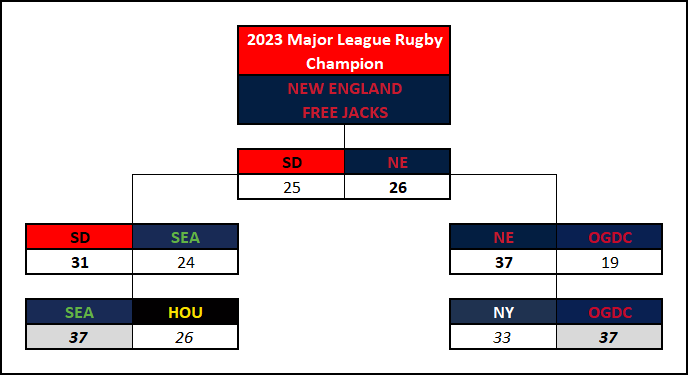 2023 Major League Rugby
Champion
NEW ENGLAND
FREE JACKS
SD NE
25 26
SD SEA NE OGDC
31 24 37 19
SEA HOU NY OGDC
37 26 33 37